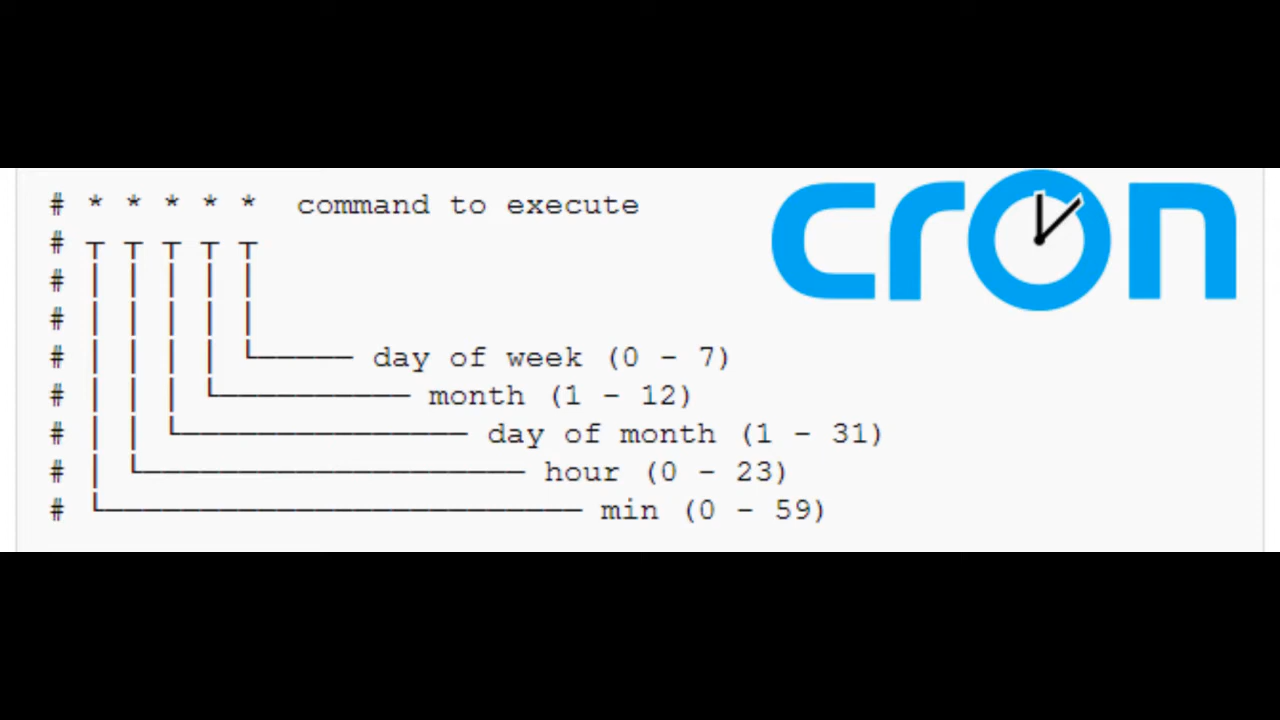 # * * * * *  command to execute cron
# ┬ ┬ ┬ ┬ ┬
# │ │ │ │ │
# │ │ │ │ │
# │ │ │ │ └───── day of week (0 - 7)
# │ │ │ └────────── month (1 - 12)
# │ │ └─────────────── day of month (1 - 31)
# │ └──────────────────── hour (0 - 23)
# └───────────────────────── min (0 - 59)